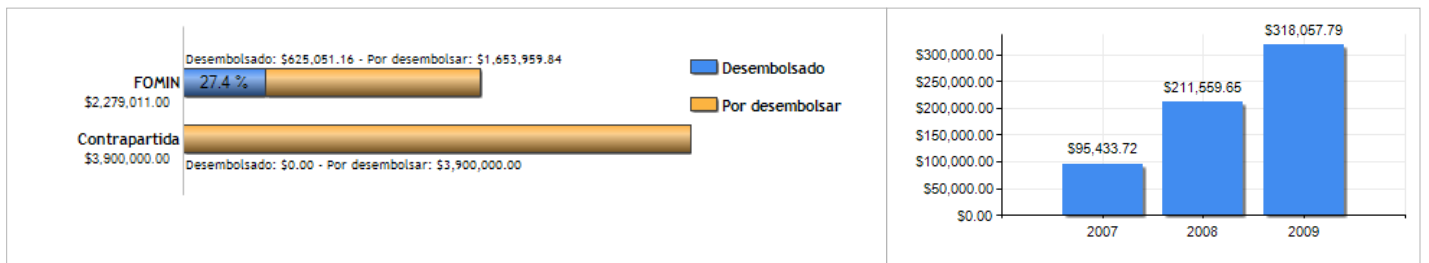 Desembolsado: $625,051.16 - Por desembolsar: $1,653,959.84
FOMIN
$2,279,011.00
27.4 %
Contrapartida
$3,900,000.00
Desembolsado: $0.00 - Por desembolsar: $3,900,000.00
Desembolsado
Por desembolsar
$318,057.79
$300,000.00
$250,000.00
$211,559.65
$200,000.00
$150,000.00
$95,433.72
$100,000.00
$50,000.00
$0.00
2007 2008 2009